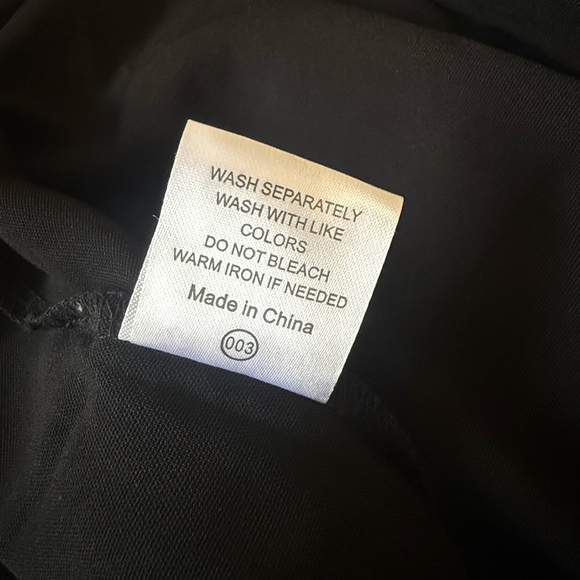 WASH SEPARATELY
WASH WITH LIKE
COLORS
DO NOT BLEACH
WARM IRON IF NEEDED
Made in China
003